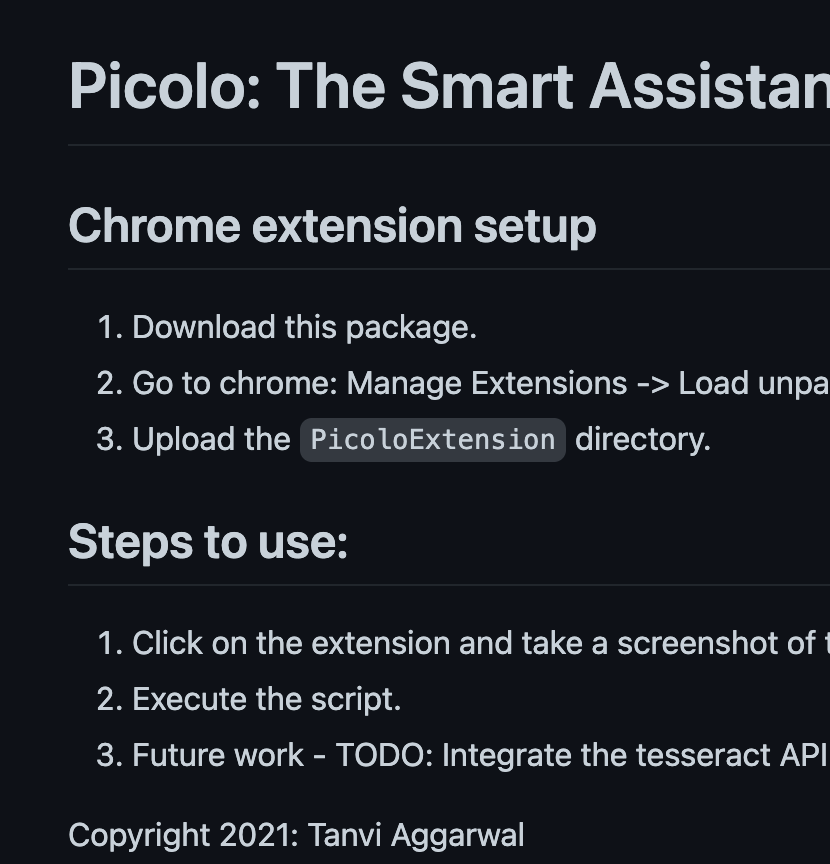 Picolo: The Smart Assistan
Chrome extension setup
1. Download this package.
2. Go to chrome: Manage Extensions -> Load unpa
3. Upload the PicoloExtension directory.
Steps to use:
1. Click on the extension and take a screenshot of t
2. Execute the script.
3. Future work - TODO: Integrate the tesseract API
Copyright 2021: Tanvi Aggarwal